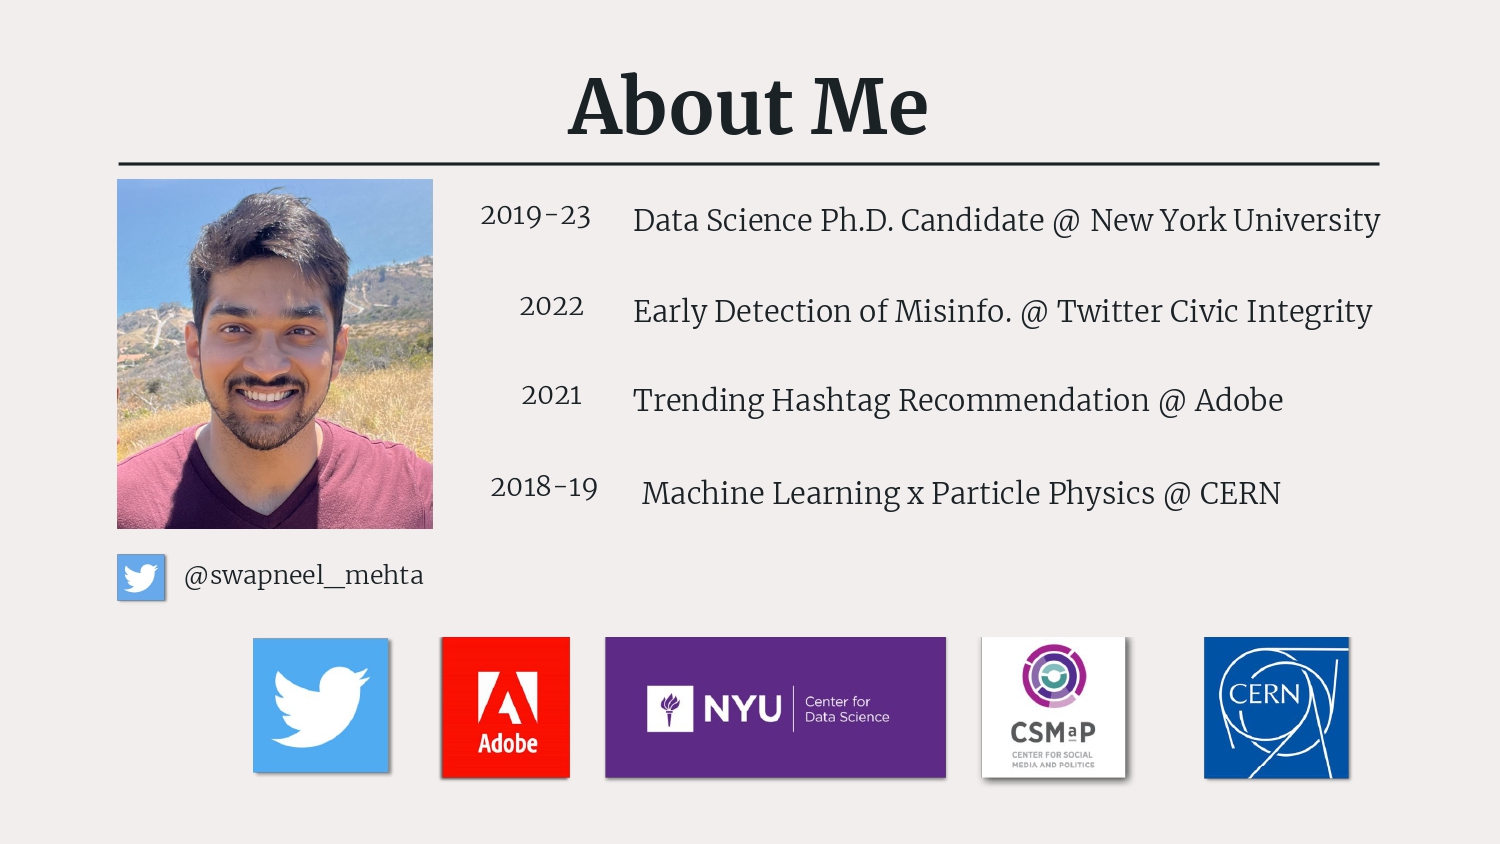 About Me
2019-23 Data Science Ph.D. Candidate @ New York University
2022 Early Detection of Misinfo. @ Twitter Civic Integrity
2021 Trending Hashtag Recommendation @ Adobe
2018-19 Machine Learning x Particle Physics @ CERN
@swapneel_mehta
Adobe
NYU
Center for
Data Science
CSMaP
CENTER FOR SOCIAL
MEDIA AND POLITICS
CERN